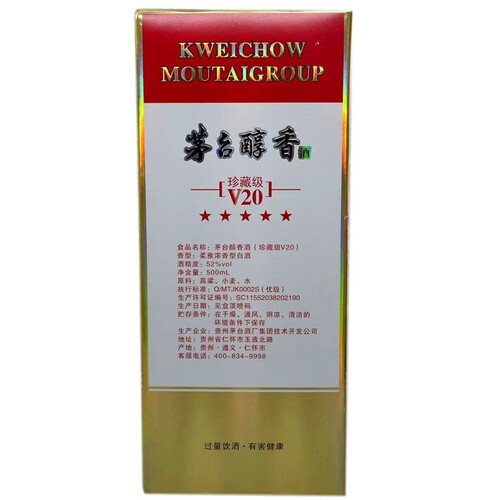 KWEICHOW
MOUTAIGROUP
茅台醇香酒
珍藏级
V20
食品名称：茅台醇香酒（珍藏级V20）
香型：柔雅浓香型白酒
酒精度：52%vol
净含量：500mL
原料：高粱、小麦、水
执行标准：Q/MTJK0002S（优级）
生产许可证编号：SC11552038202190
生产日期：见盒顶喷码
贮存条件：在干燥、通风、阴凉、清洁的
环境条件下保存
生产企业：贵州茅台酒厂集团技术开发公司
地址：贵州省仁怀市玉液北路
产地：贵州·遵义·仁怀市
客服电话：400-834-9998
过量饮酒·有害健康